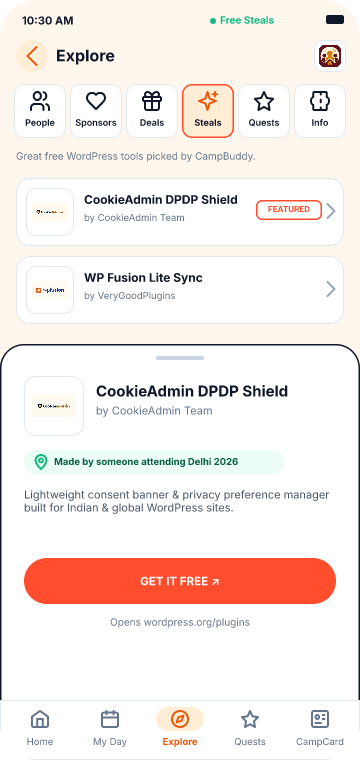 10:30 AM
Free Steals
Explore
People
Sponsors
Deals
Steals
Quests
Info
Great free WordPress tools picked by CampBuddy.
CookieAdmin DPDP Shield
by CookieAdmin Team
FEATURED
WP Fusion Lite Sync
by VeryGoodPlugins
CookieAdmin DPDP Shield
by CookieAdmin Team
Made by someone attending Delhi 2026
Lightweight consent banner & privacy preference manager
built for Indian & global WordPress sites.
GET IT FREE ↗
Opens wordpress.org/plugins
Home
My Day
Explore
Quests
CampCard